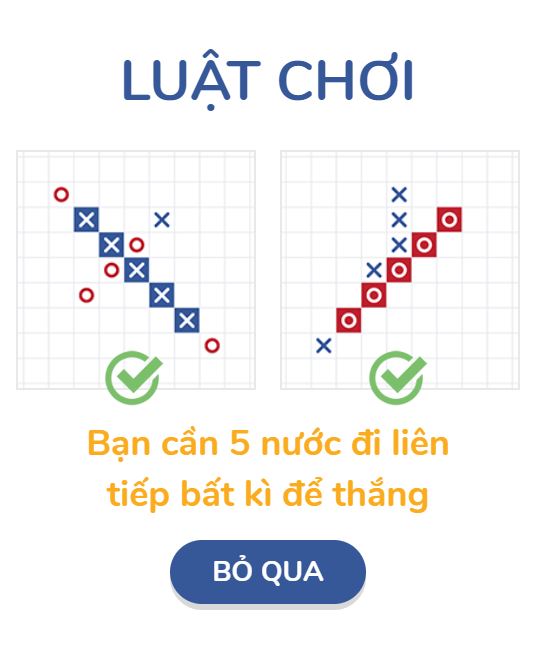 LUẬT CHƠI
Bạn cần 5 nước đi liên
tiếp bất kì để thắng
BỎ QUA